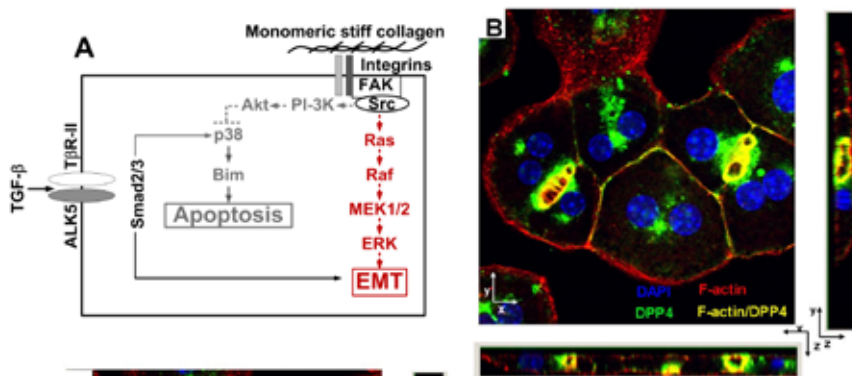 A
Monomeric stiff collagen
Integrins
FAK
Src
Akt
PI-3K
p38
Ras
Bim
Raf
Apoptosis
MEK1/2
ERK
EMT
TGF-β
TβR-II
ALK5
Smad2/3
B
DAPI
F-actin
DPP4
F-actin/DPP4
y
x
y
z
x
z